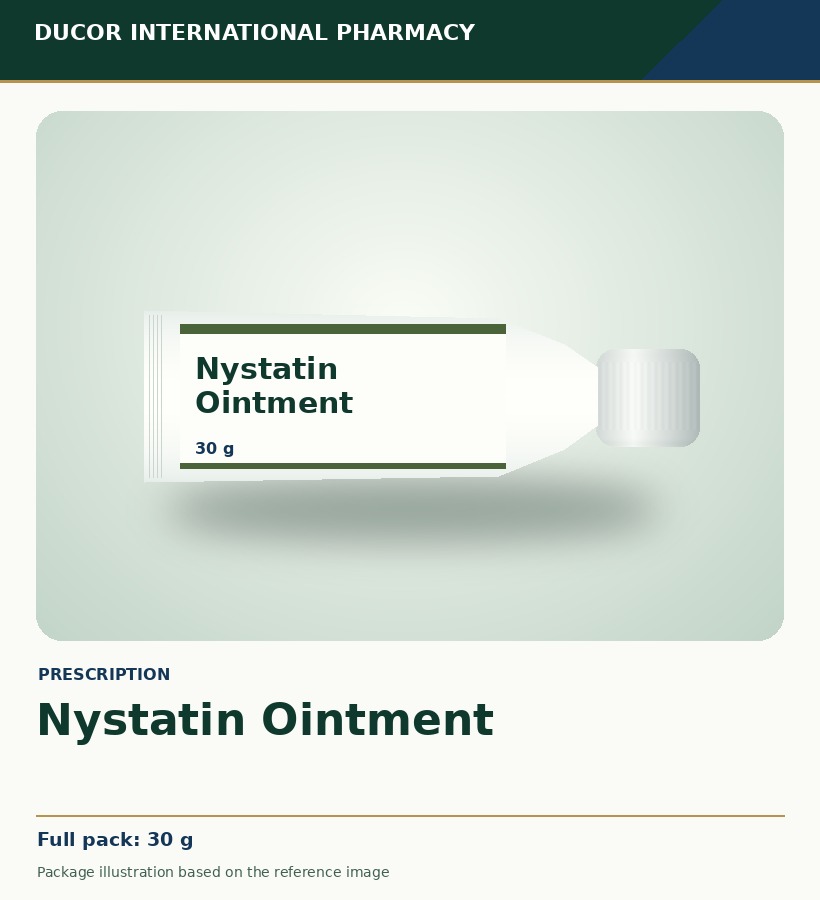 DUCOR INTERNATIONAL PHARMACY
Nystatin
Ointment
30 g
PRESCRIPTION
Nystatin Ointment
Full pack: 30 g
Package illustration based on the reference image